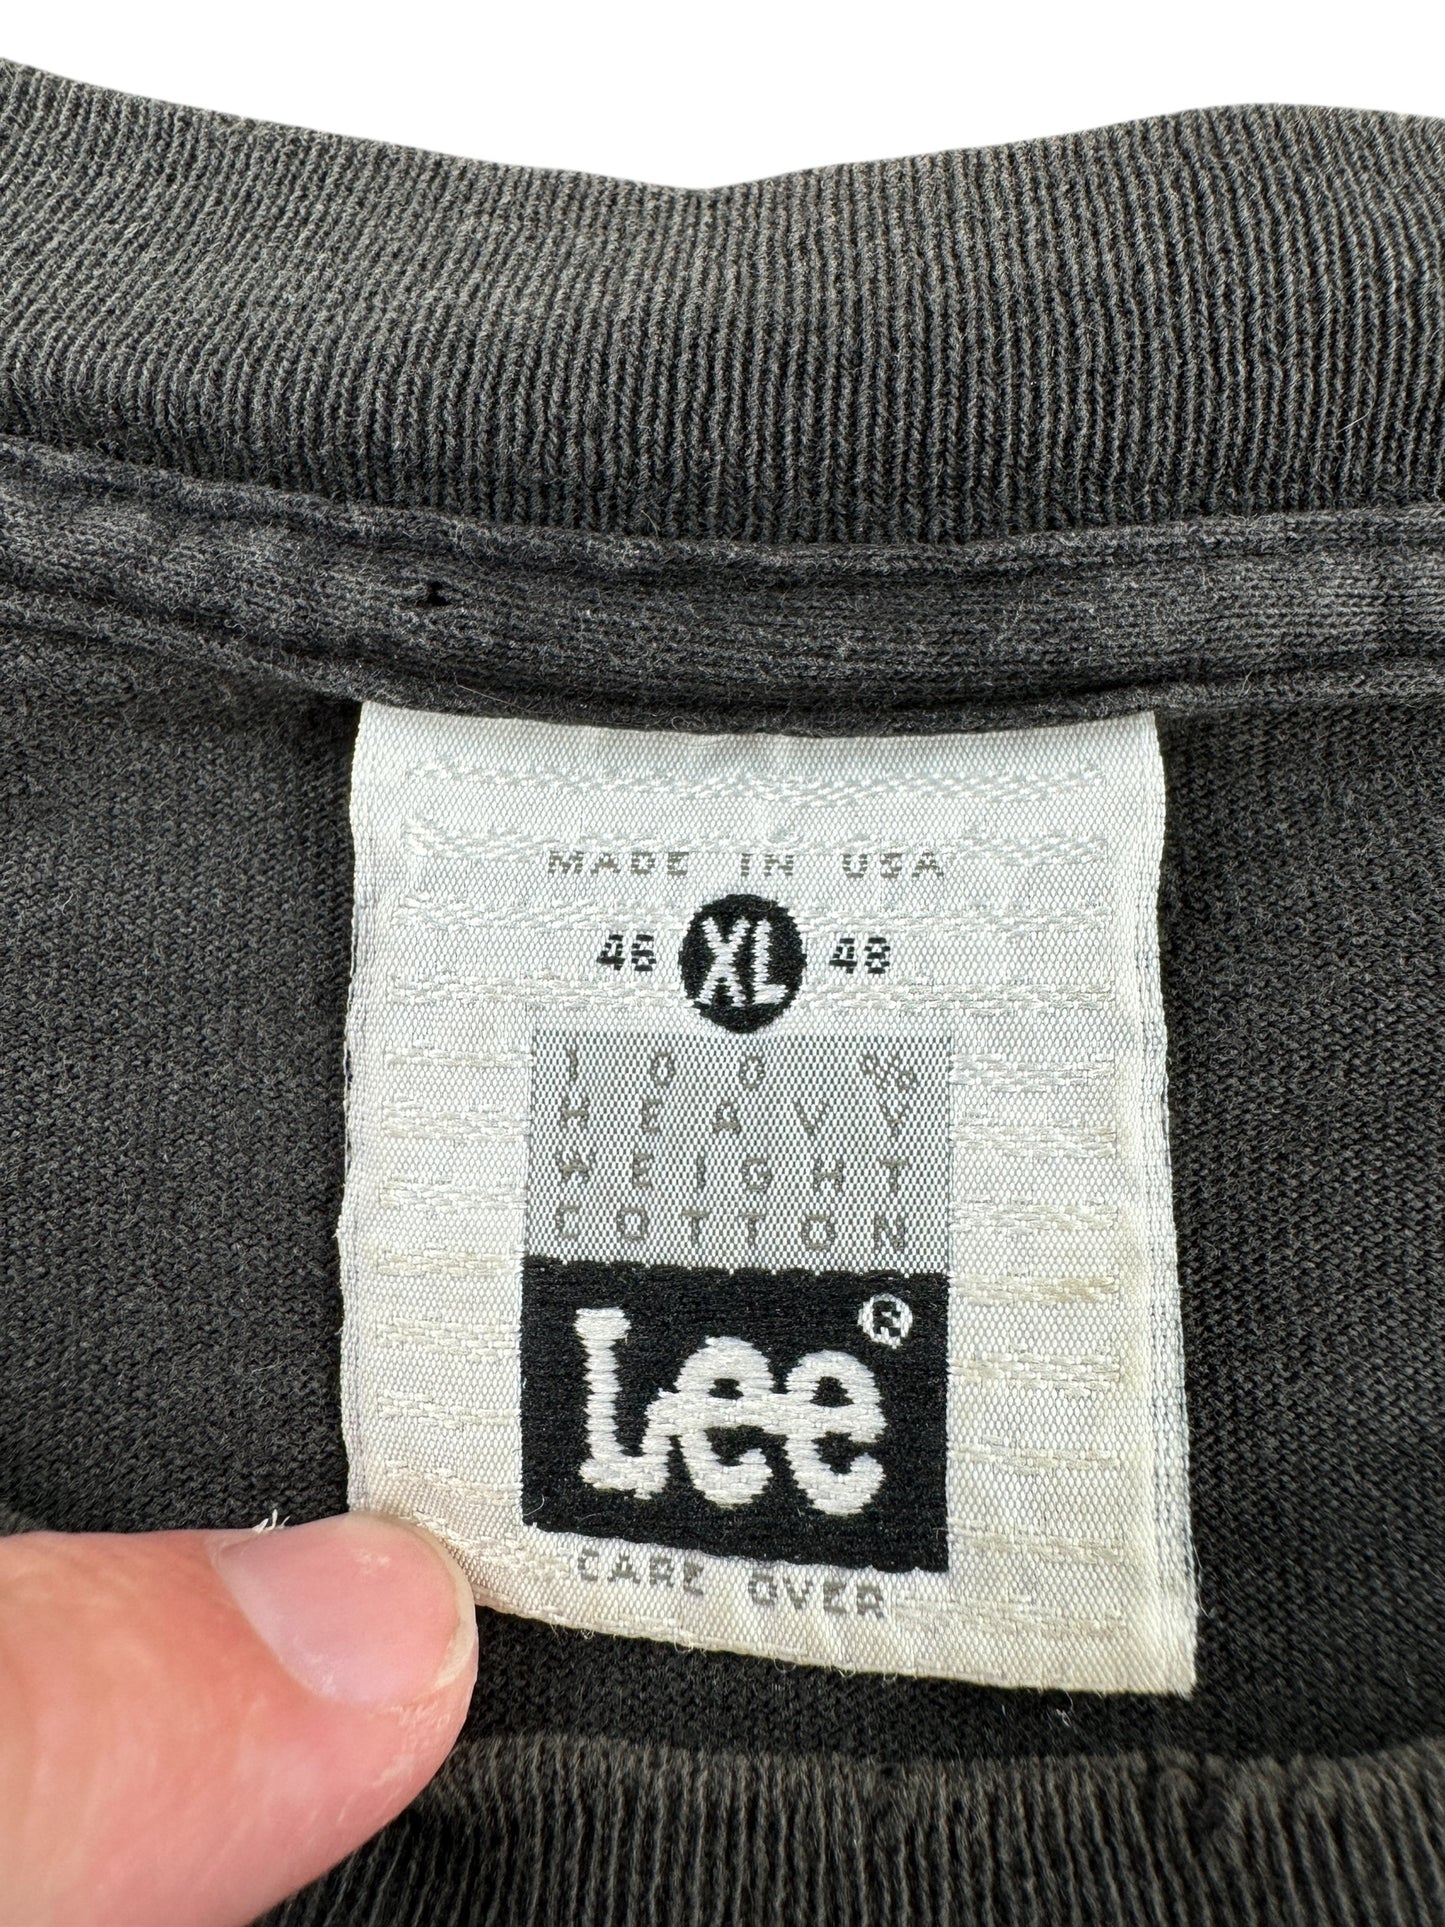 MADE IN USA
46 XL 48
100%
HEAVY
WEIGHT
COTTON
Lee®
CARE OVER